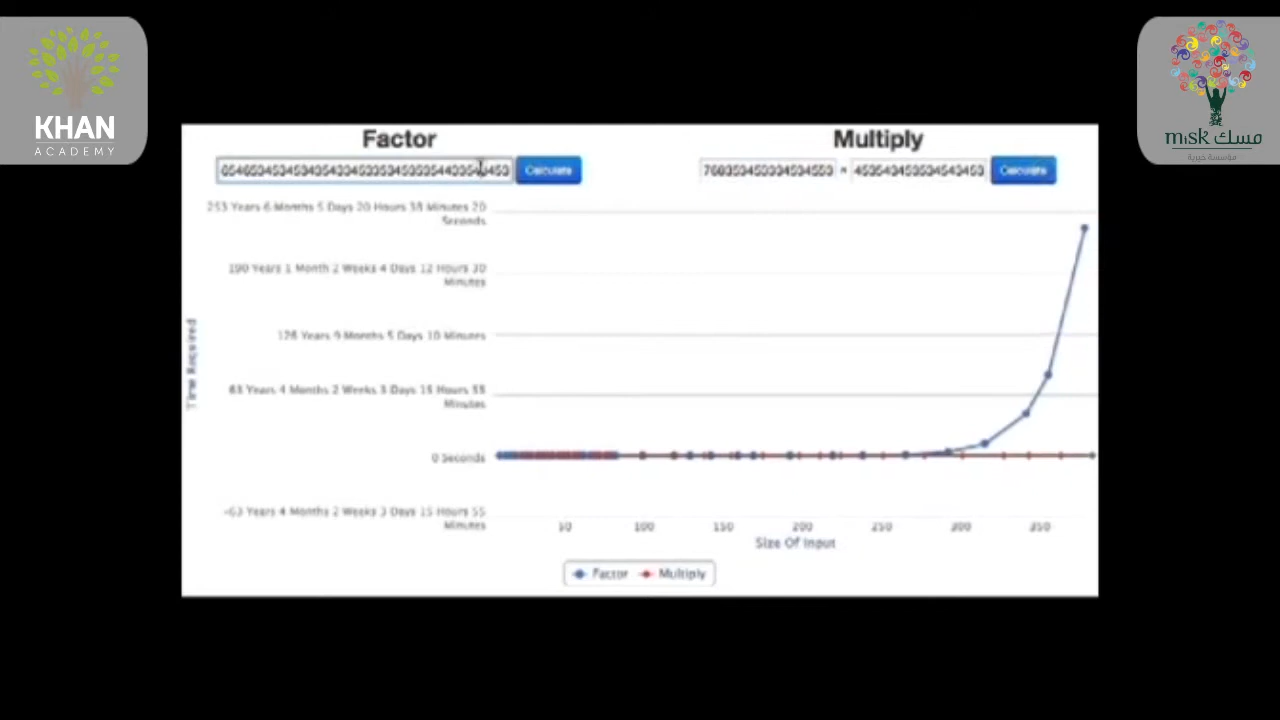 KHAN
ACADEMY
mısk مسك
مؤسسة خيرية
Factor
Multiply
Calculate
Calculate
253 Years 6 Months 5 Days 20 Hours 38 Minutes 20
Seconds
190 Years 1 Month 2 Weeks 4 Days 12 Hours 30
Minutes
126 Years 9 Months 5 Days 10 Minutes
63 Years 4 Months 2 Weeks 3 Days 15 Hours 55
Minutes
0 Seconds
-63 Years 4 Months 2 Weeks 3 Days 15 Hours 55
Minutes
Time Required
50 100 150 200 250 300 350
Size Of Input
Factor Multiply